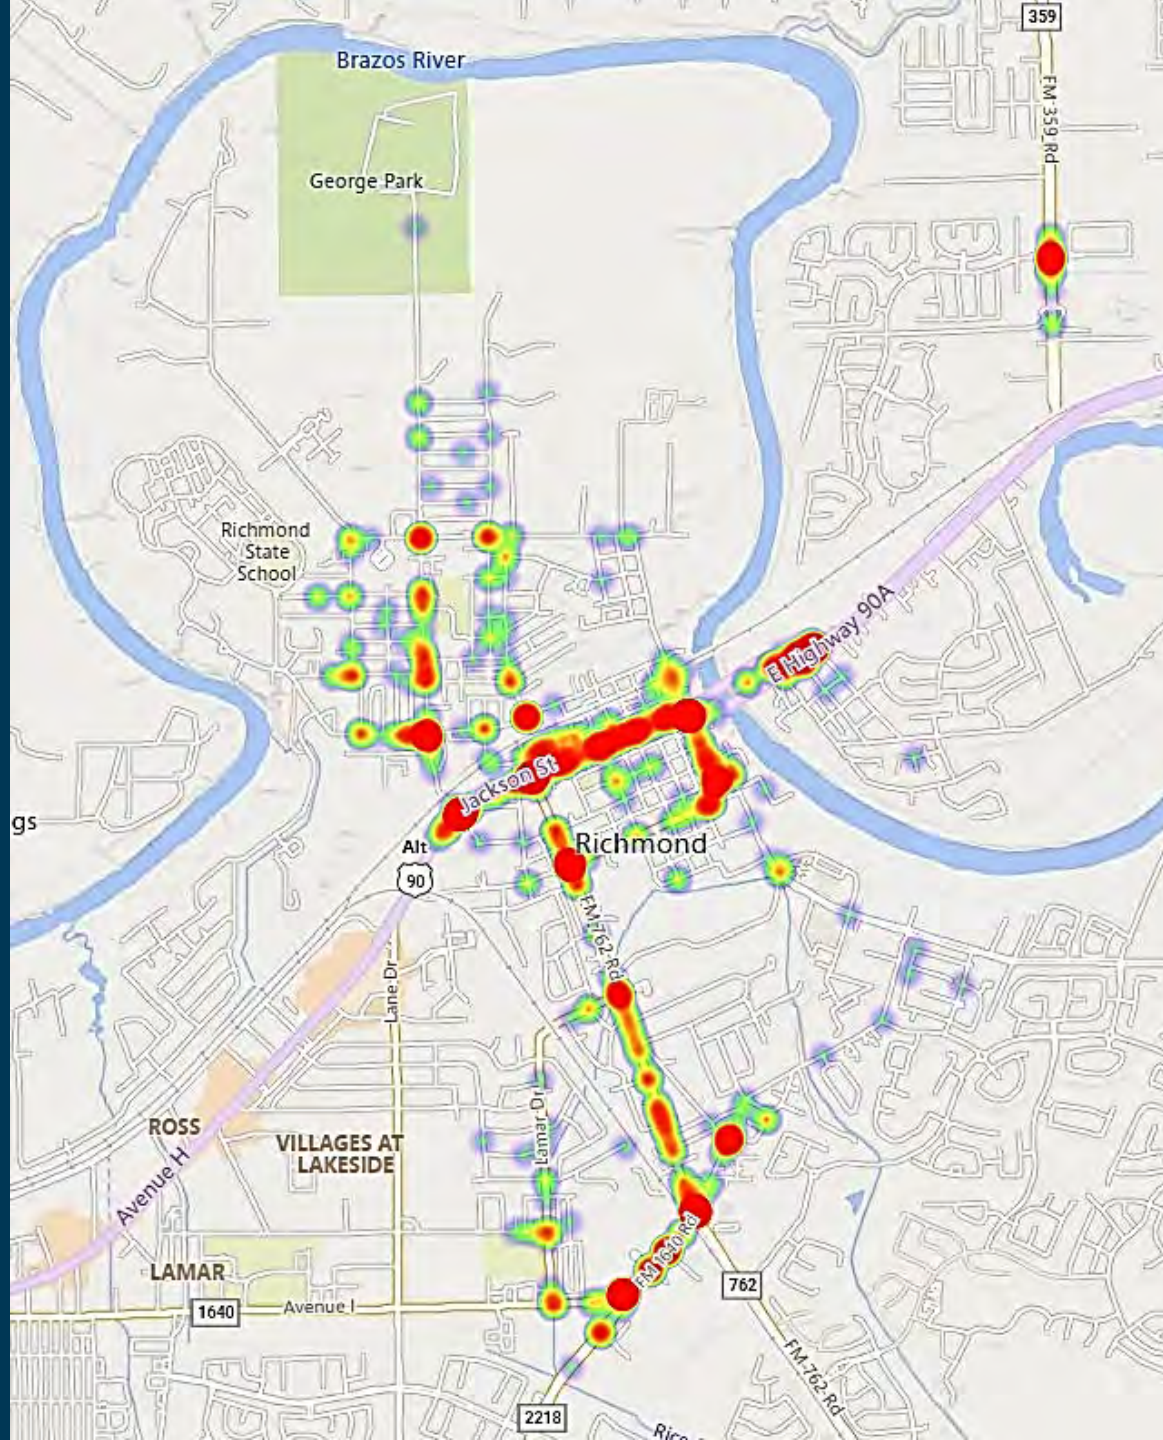 359
Brazos River
FM 359 Rd
George Park
Richmond
State
School
E Highway 90A
Jackson St
gs
Alt
90
Richmond
FM 762 Rd
Lane Dr
Lamar Dr
ROSS
VILLAGES AT
LAKESIDE
Avenue H
FM 1640 Rd
LAMAR
762
1640
Avenue I
FM 762 Rd
2218